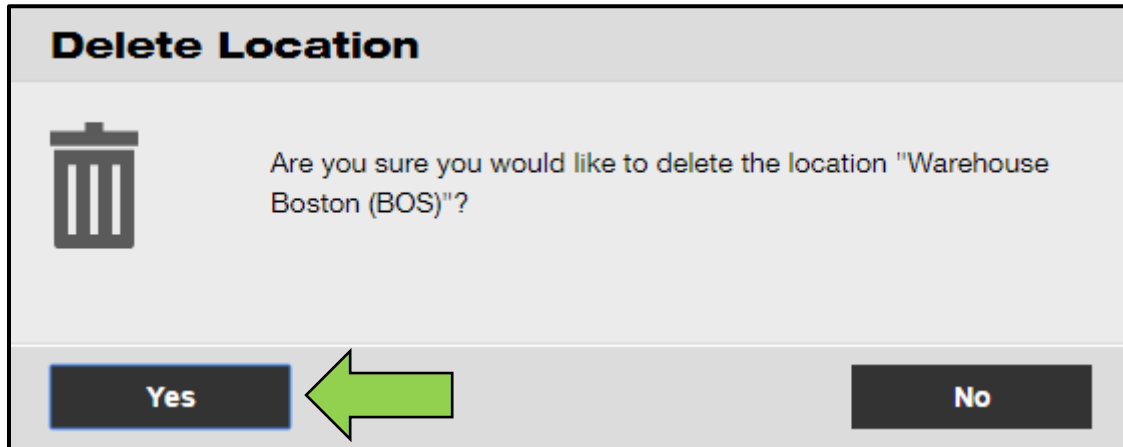 Delete Location
Are you sure you would like to delete the location "Warehouse
Boston (BOS)"?
Yes
No